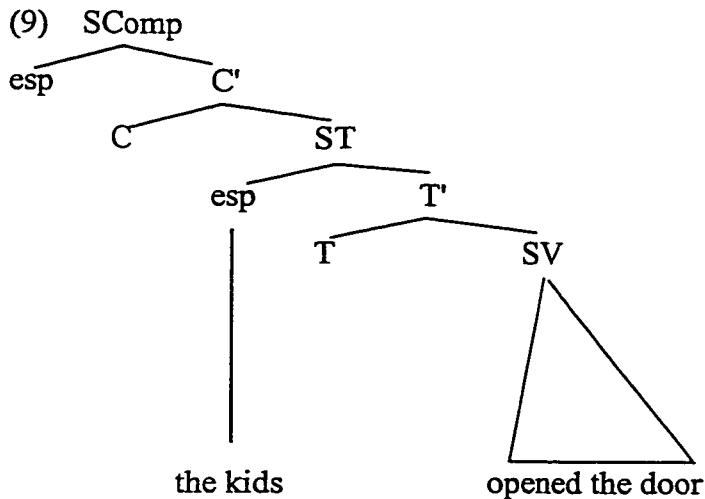 (9) SComp
esp C'
C ST
esp T'
T SV
the kids opened the door